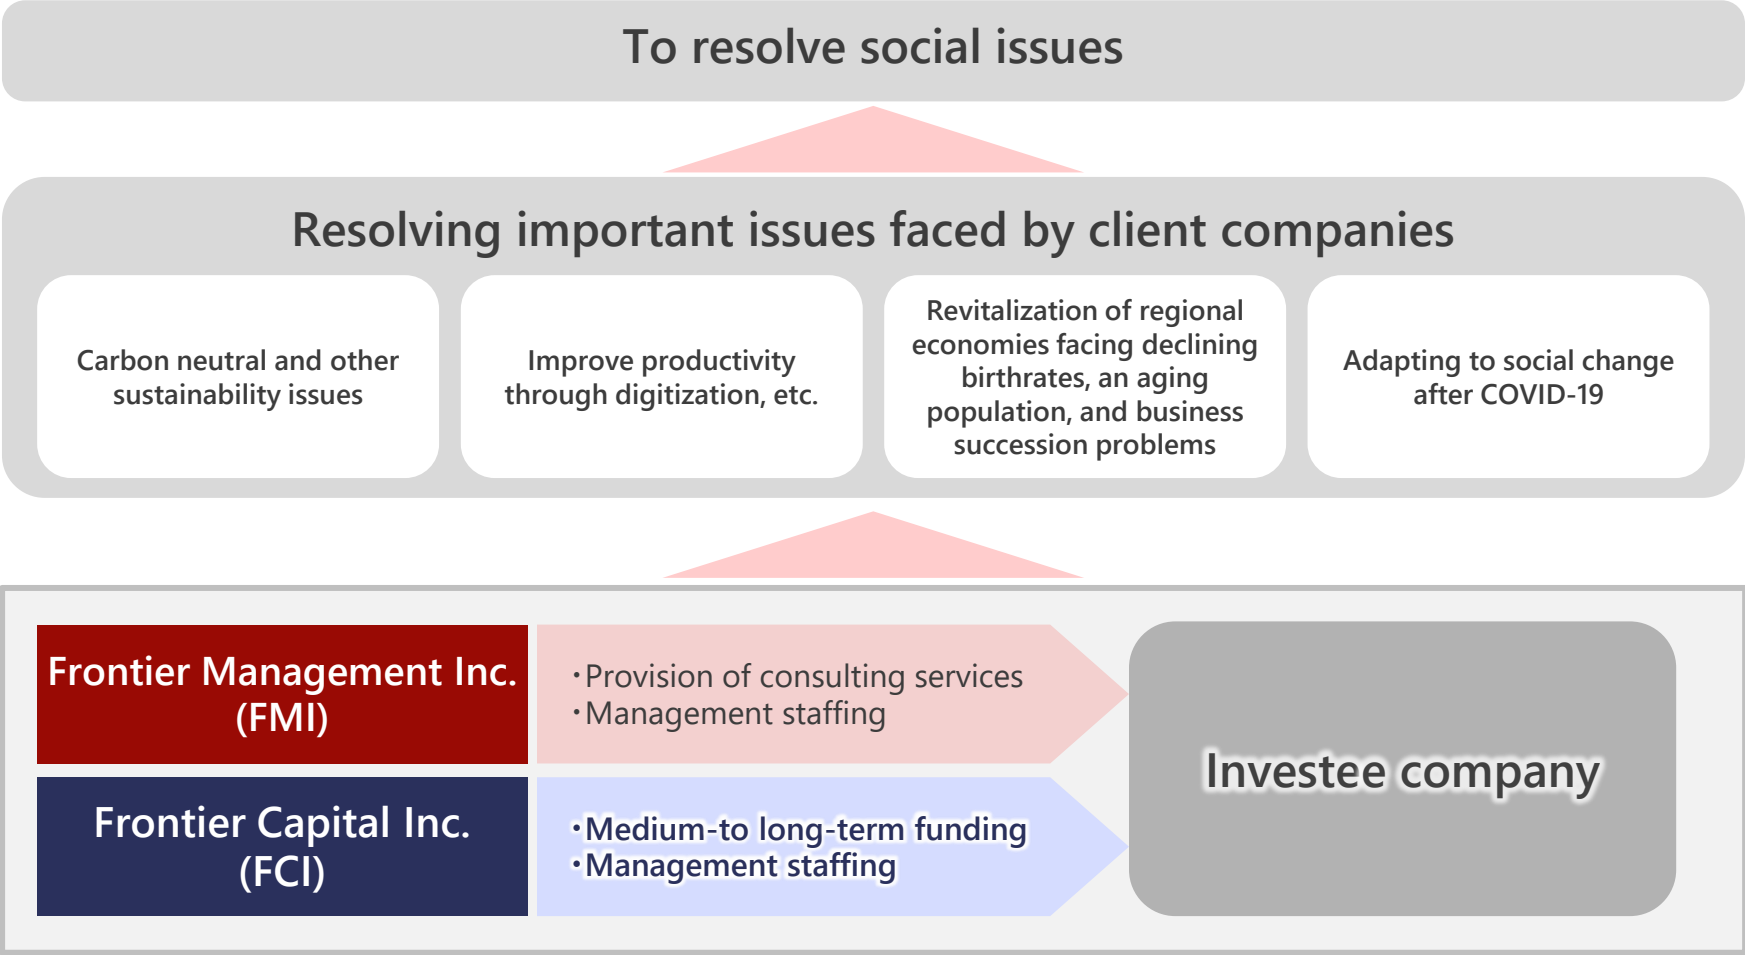 To resolve social issues
Resolving important issues faced by client companies
Carbon neutral and other
sustainability issues
Improve productivity
through digitization, etc.
Revitalization of regional
economies facing declining
birthrates, an aging
population, and business
succession problems
Adapting to social change
after COVID-19
Frontier Management Inc.
(FMI)
・Provision of consulting services
・Management staffing
Frontier Capital Inc.
(FCI)
・Medium-to long-term funding
・Management staffing
Investee company